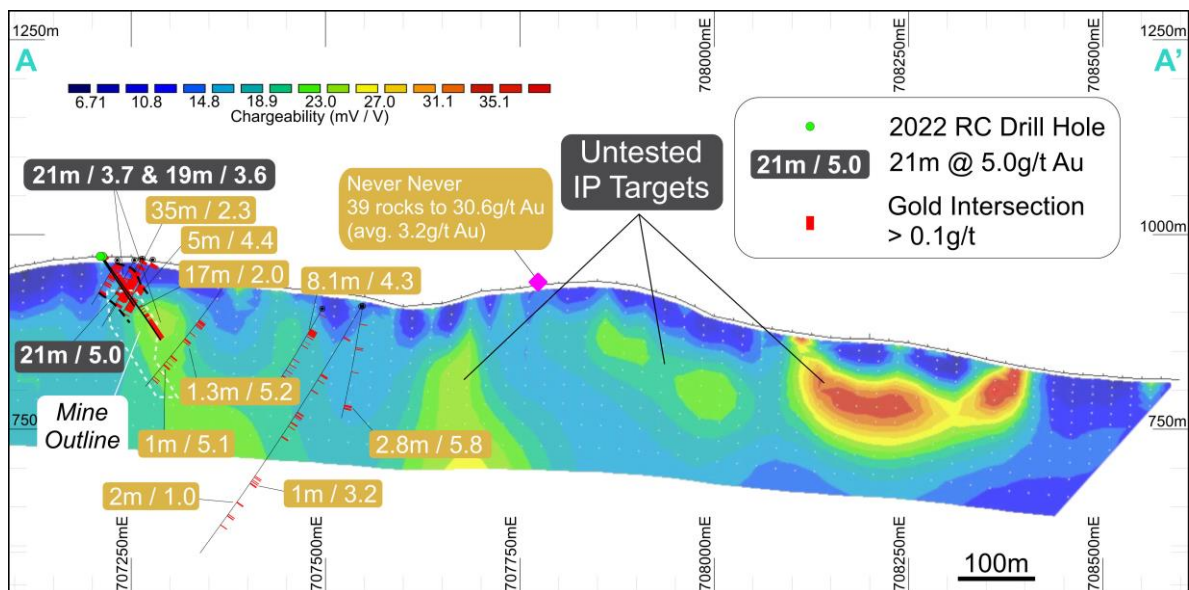 1250m
1250m
A
A'
708000mE
708250mE
708500mE
6.71 10.8 14.8 18.9 23.0 27.0 31.1 35.1
Chargeability (mV / V)
2022 RC Drill Hole
21m / 5.0
21m @ 5.0g/t Au
Gold Intersection
> 0.1g/t
Untested
IP Targets
21m / 3.7 & 19m / 3.6
35m / 2.3
5m / 4.4
17m / 2.0
Never Never
39 rocks to 30.6g/t Au
(avg. 3.2g/t Au)
8.1m / 4.3
1000m
1000m
21m / 5.0
Mine
Outline
1.3m / 5.2
1m / 5.1
2.8m / 5.8
2m / 1.0
1m / 3.2
750m
750m
707250mE
707500mE
707750mE
708000mE
708250mE
708500mE
100m